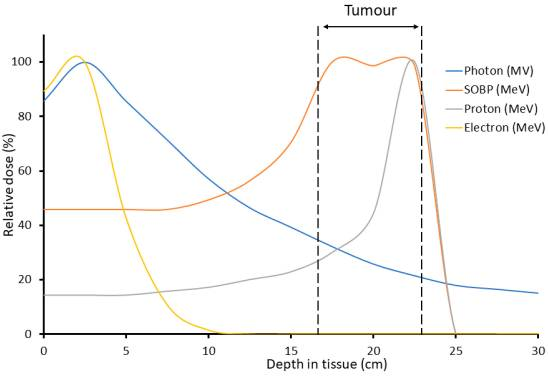 Tumour
Relative dose (%)
100
80
60
40
20
0
0 5 10 15 20 25 30
Depth in tissue (cm)
Photon (MV)
SOBP (MeV)
Proton (MeV)
Electron (MeV)